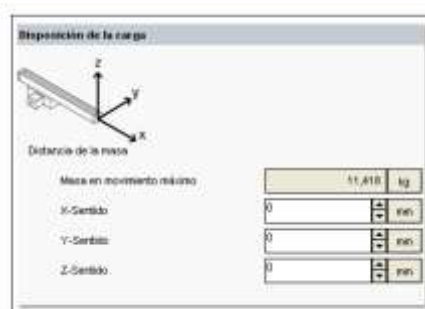 Disposición de la carga
z
y
x
Distancia de la masa
Masa en movimiento máximo 11,410 kg
X-Sentido 0 mm
Y-Sentido 0 mm
Z-Sentido 0 mm